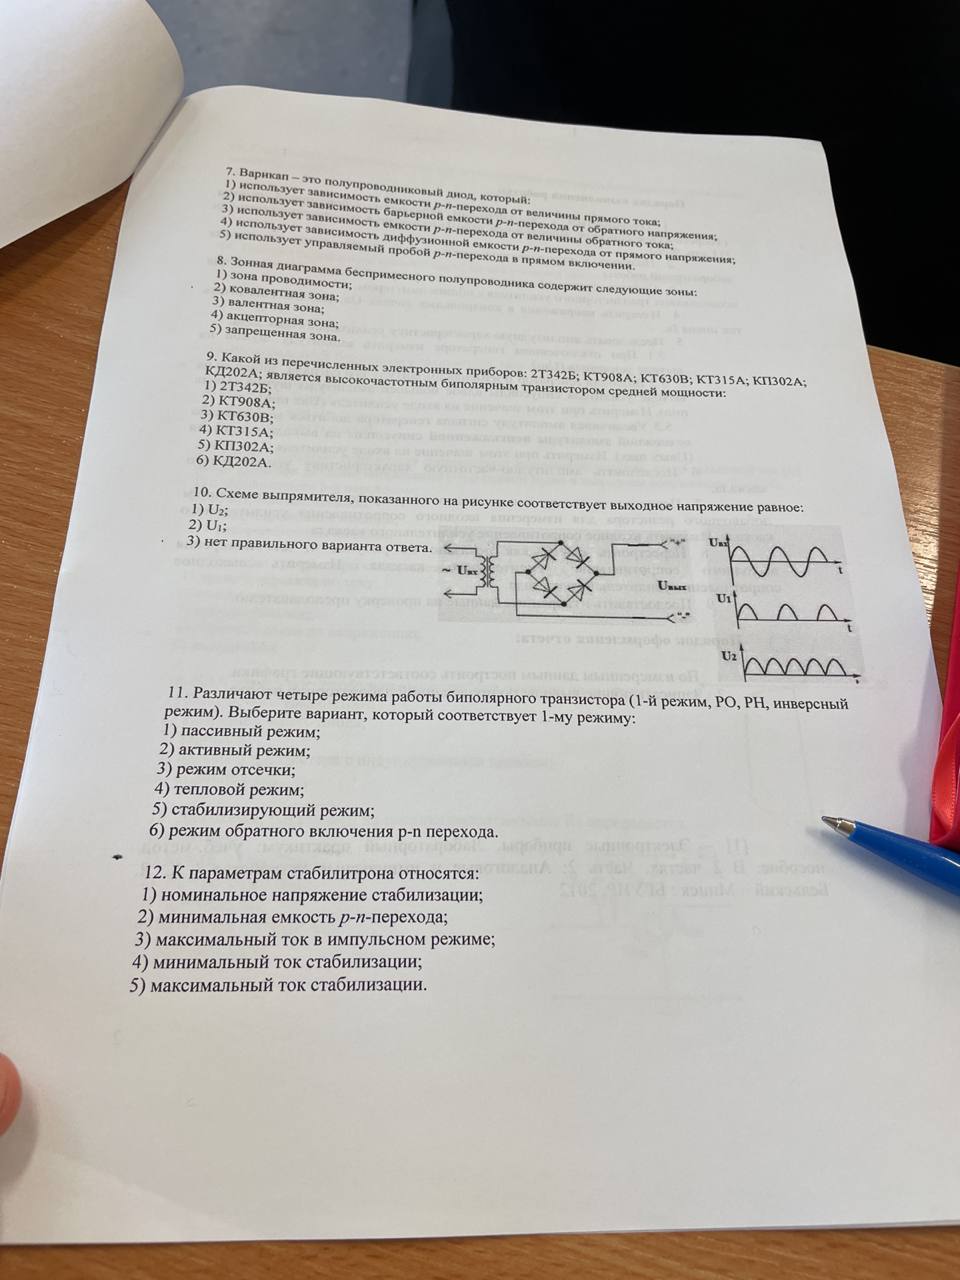 7. Варикап – это полупроводниковый диод, который:
1) использует зависимость емкости p-n-перехода от величины прямого тока;
2) использует зависимость барьерной емкости p-n-перехода от обратного напряжения;
3) использует зависимость емкости p-n-перехода от величины обратного тока;
4) использует зависимость диффузионной емкости p-n-перехода от прямого напряжения;
5) использует управляемый пробой p-n-перехода в прямом включении.
8. Зонная диаграмма беспримесного полупроводника содержит следующие зоны:
1) зона проводимости;
2) ковалентная зона;
3) валентная зона;
4) акцепторная зона;
5) запрещенная зона.
9. Какой из перечисленных электронных приборов: 2Т342Б; КТ908А; КТ630В; КТ315А; КП302А;
КД202А; является высокочастотным биполярным транзистором средней мощности:
1) 2Т342Б;
2) КТ908А;
3) КТ630В;
4) КТ315А;
5) КП302А;
6) КД202А.
10. Схеме выпрямителя, показанного на рисунке соответствует выходное напряжение равное:
1) U₂;
2) U₁;
3) нет правильного варианта ответа.
~ Uвх
"+"
Uвых
"-"
Uвх
t
U1
t
U2
11. Различают четыре режима работы биполярного транзистора (1-й режим, РО, РН, инверсный
режим). Выберите вариант, который соответствует 1-му режиму:
1) пассивный режим;
2) активный режим;
3) режим отсечки;
4) тепловой режим;
5) стабилизирующий режим;
6) режим обратного включения p-n перехода.
12. К параметрам стабилитрона относятся:
1) номинальное напряжение стабилизации;
2) минимальная емкость p-n-перехода;
3) максимальный ток в импульсном режиме;
4) минимальный ток стабилизации;
5) максимальный ток стабилизации.